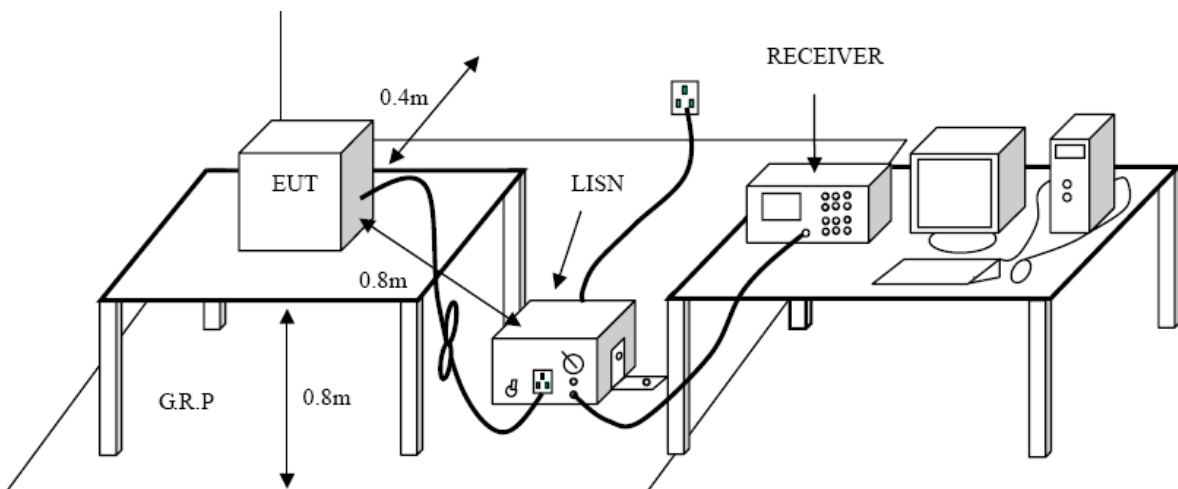 RECEIVER
0.4m
EUT
LISN
0.8m
G.R.P
0.8m